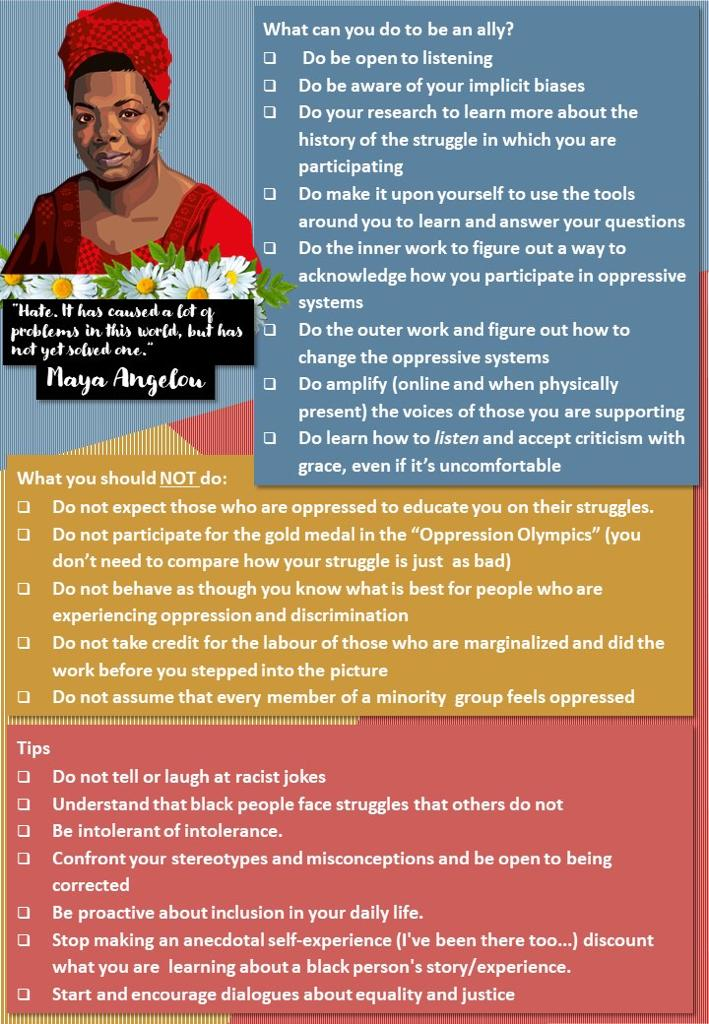 What can you do to be an ally?
❑ Do be open to listening
❑ Do be aware of your implicit biases
❑ Do your research to learn more about the
history of the struggle in which you are
participating
❑ Do make it upon yourself to use the tools
around you to learn and answer your questions
❑ Do the inner work to figure out a way to
acknowledge how you participate in oppressive
systems
❑ Do the outer work and figure out how to
change the oppressive systems
❑ Do amplify (online and when physically
present) the voices of those you are supporting
❑ Do learn how to listen and accept criticism with
grace, even if it’s uncomfortable
"Hate. It has caused a lot of
problems in this world, but has
not yet solved one."
Maya Angelou
What you should NOT do:
❑ Do not expect those who are oppressed to educate you on their struggles.
❑ Do not participate for the gold medal in the “Oppression Olympics” (you
don’t need to compare how your struggle is just as bad)
❑ Do not behave as though you know what is best for people who are
experiencing oppression and discrimination
❑ Do not take credit for the labour of those who are marginalized and did the
work before you stepped into the picture
❑ Do not assume that every member of a minority group feels oppressed
Tips
❑ Do not tell or laugh at racist jokes
❑ Understand that black people face struggles that others do not
❑ Be intolerant of intolerance.
❑ Confront your stereotypes and misconceptions and be open to being
corrected
❑ Be proactive about inclusion in your daily life.
❑ Stop making an anecdotal self-experience (I've been there too...) discount
what you are learning about a black person's story/experience.
❑ Start and encourage dialogues about equality and justice